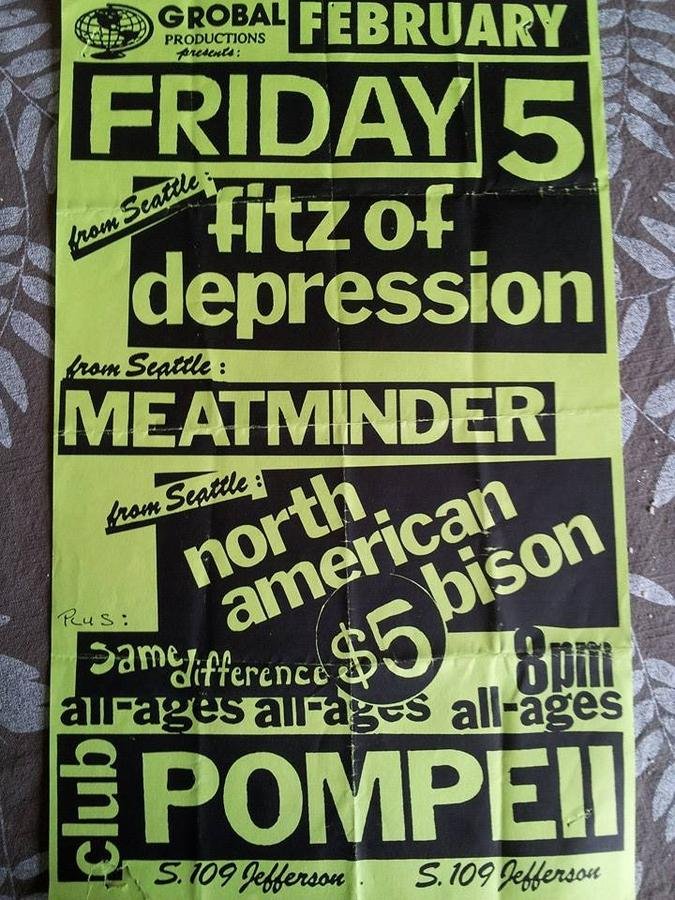 GROBAL
PRODUCTIONS
presents:
FEBRUARY
FRIDAY 5
from Seattle:
fitz of
depression
from Seattle:
MEATMINDER
from Seattle:
north
american
bison
$5
PLUS:
Same
difference
8pm
all-ages all-ages all-ages
club
POMPEII
S. 109 Jefferson. S. 109 Jefferson